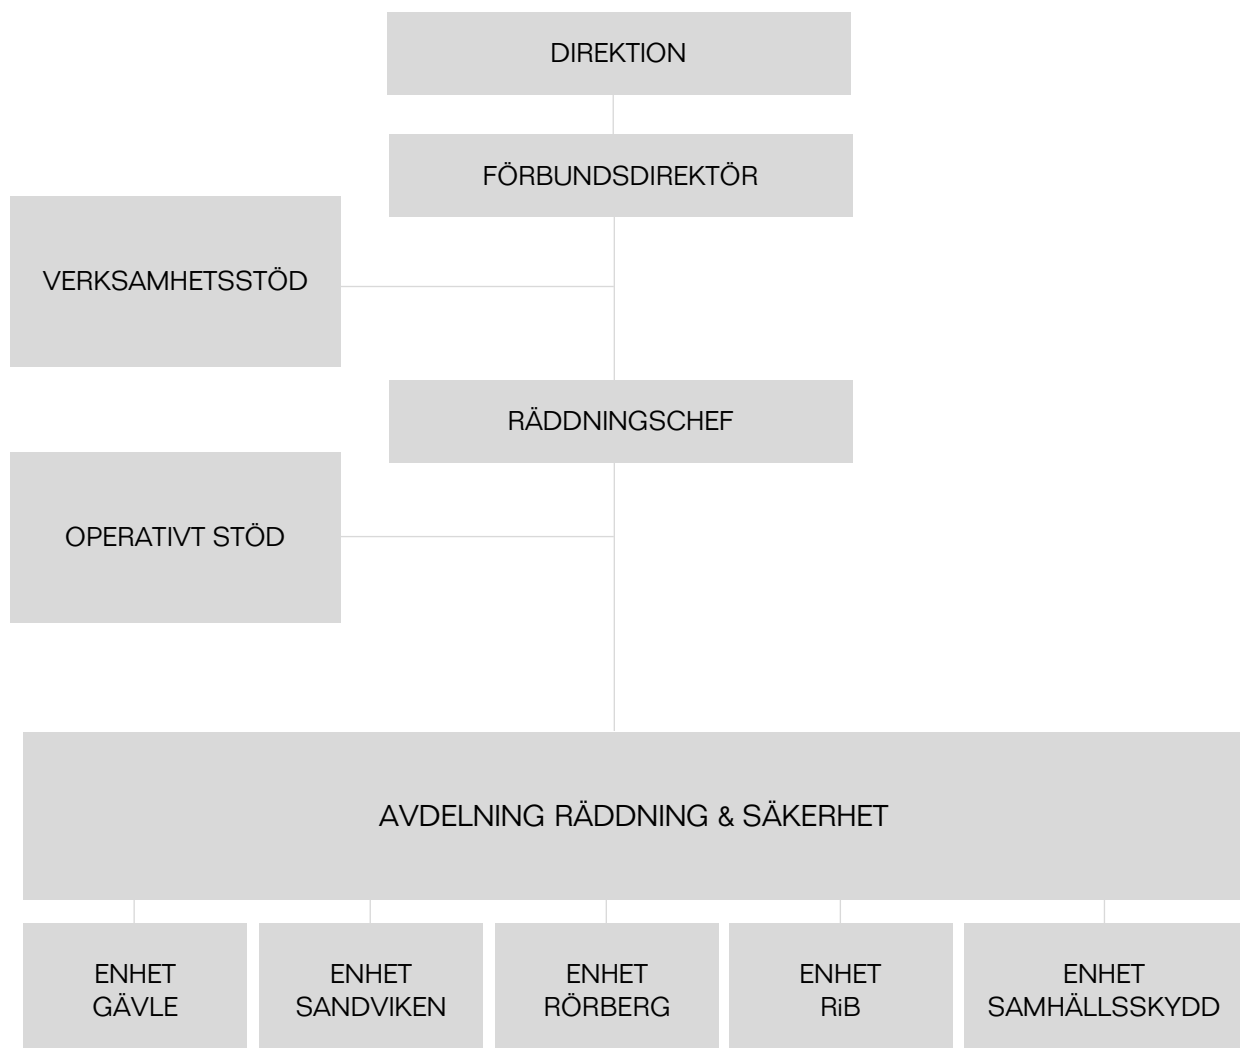 DIREKTION
FÖRBUNDSDIREKTÖR
VERKSAMHETSSTÖD
RÄDDNINGSCHEF
OPERATIVT STÖD
AVDELNING RÄDDNING & SÄKERHET
ENHET
GÄVLE
ENHET
SANDVIKEN
ENHET
RÖRBERG
ENHET
RiB
ENHET
SAMHÄLLSSKYDD